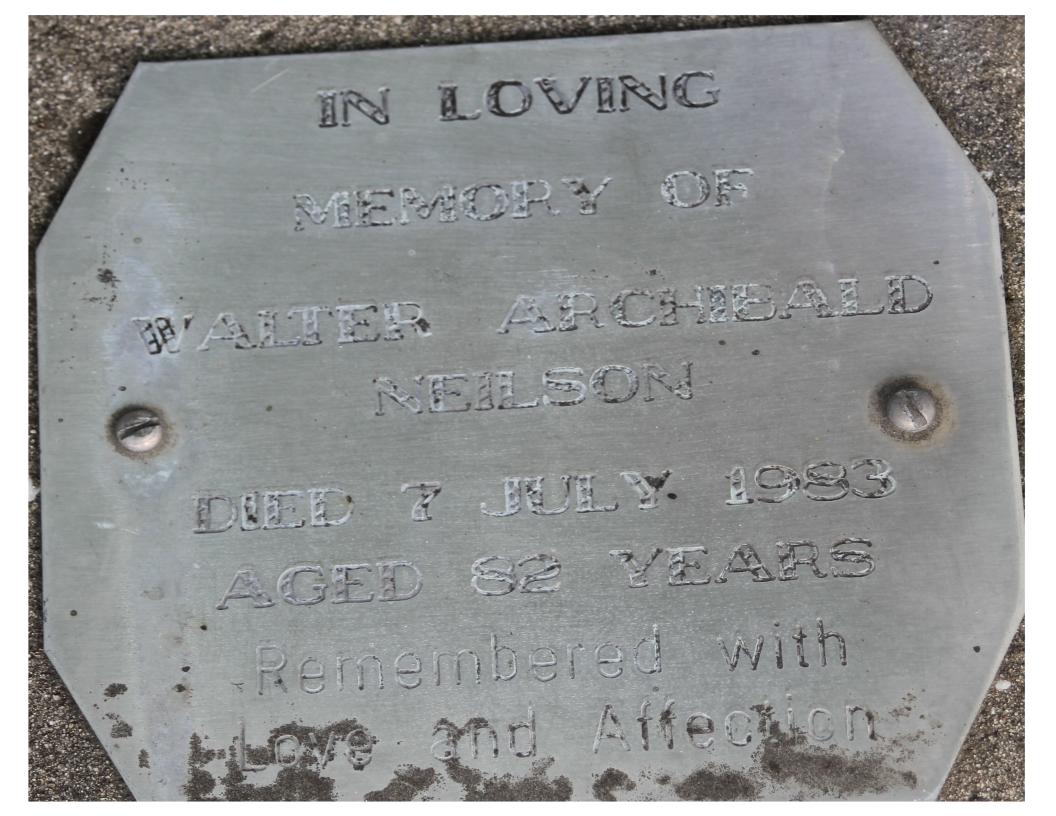 IN LOVING
MEMORY OF
WALTER ARCHIBALD
NEILSON
DIED 7 JULY 1983
AGED 82 YEARS
Remembered with
Love and Affection